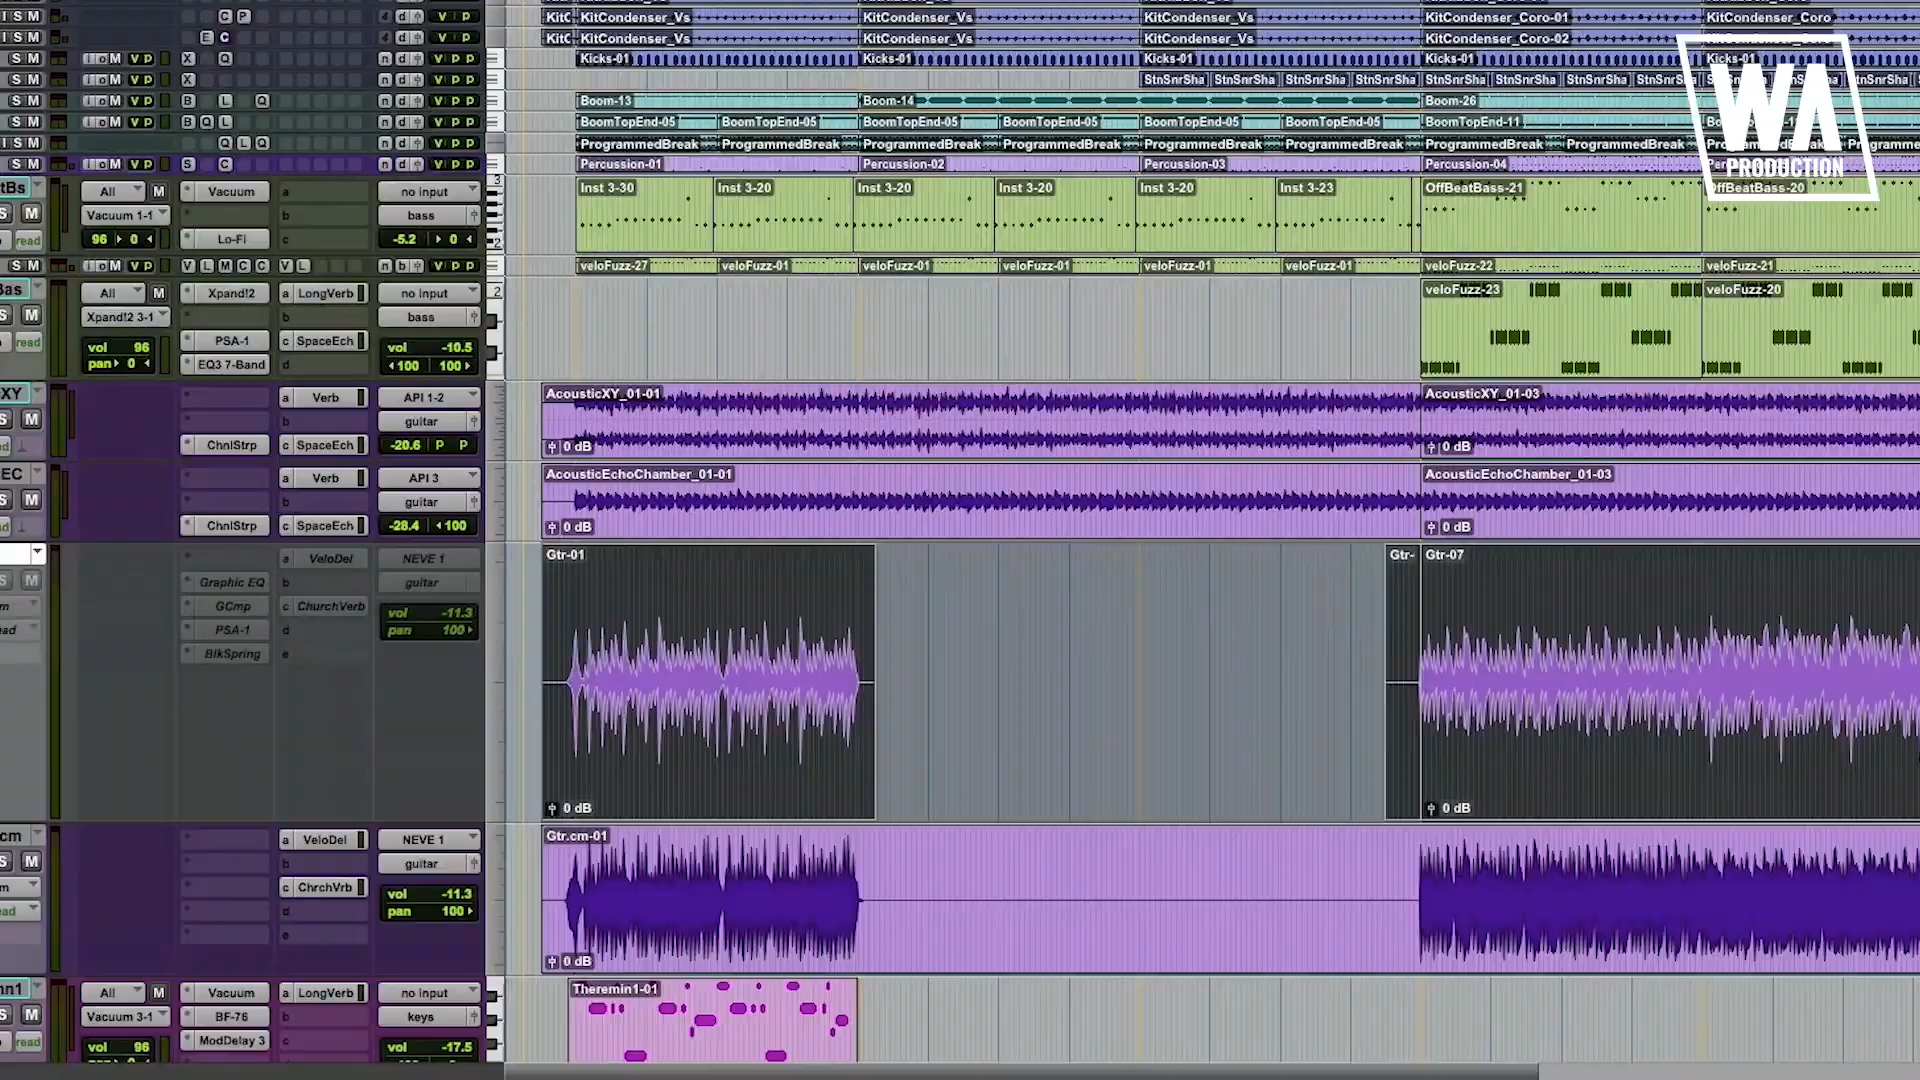 I S M C P 4 d V P KitC KitCondenser_Vs KitCondenser_Vs KitCondenser_Vs KitCondenser_Coro-01 KitCondenser_Coro
I S M E C 4 d V P KitC KitCondenser_Vs KitCondenser_Vs KitCondenser_Vs KitCondenser_Coro-02
S M I o M V P X Q n d V P P Kicks-01 Kicks-01 Kicks-01 Kicks-01 Kicks-01
S M I o M V P X n d V P P StnSnrSha StnSnrSha StnSnrSha StnSnrSha StnSnrSha StnSnrSha StnSnrSha
S M I o M V P B L Q n d V P P Boom-13 Boom-14 Boom-26
S M I o M V P B Q L n d V P P BoomTopEnd-05 BoomTopEnd-05 BoomTopEnd-05 BoomTopEnd-05 BoomTopEnd-05 BoomTopEnd-05 BoomTopEnd-11
S M Q L Q n d V P P ProgrammedBreak ProgrammedBreak ProgrammedBreak ProgrammedBreak ProgrammedBreak ProgrammedBreak ProgrammedBreak ProgrammedBreak
S M I o M V P S C n d V P P Percussion-01 Percussion-02 Percussion-03 Percussion-04
WA
PRODUCTION
tBs All M Vacuum a no input 3 Inst 3-30 Inst 3-20 Inst 3-20 Inst 3-20 Inst 3-20 Inst 3-23 OffBeatBass-21 OffBeatBass-20
S M Vacuum 1-1 b bass
read 96 0 Lo-Fi c -5.2 0 2
S M I o M V P V L M C C V L n b V P P veloFuzz-27 veloFuzz-01 veloFuzz-01 veloFuzz-01 veloFuzz-01 veloFuzz-01 veloFuzz-22 veloFuzz-21
Bas All M Xpand!2 a LongVerb no input 2 veloFuzz-23 veloFuzz-20
S M Xpand!2 3-1 b bass
read vol 96 PSA-1 c SpaceEch vol -10.5
pan 0 EQ3 7-Band d 100 100
XY a Verb API 1-2 AcousticXY_01-01 AcousticXY_01-03
S M b guitar
ChnlStrp c SpaceEch -20.6 P P 0 dB 0 dB
EC a Verb API 3 AcousticEchoChamber_01-01 AcousticEchoChamber_01-03
S M b guitar
ChnlStrp c SpaceEch -28.4 100 0 dB 0 dB
a VeloDel NEVE 1 Gtr-01 Gtr- Gtr-07
S M Graphic EQ b guitar
GCmp c ChurchVerb vol -11.3
PSA-1 d pan 100
BlkSpring e
0 dB 0 dB
cm a VeloDel NEVE 1 Gtr.cm-01
S M b guitar
c ChrchVrb vol -11.3
d pan 100
e
0 dB
nn1 All M Vacuum a LongVerb no input Theremin1-01
S M Vacuum 3-1 BF-76 b keys
read vol 96 ModDelay 3 c vol -17.5